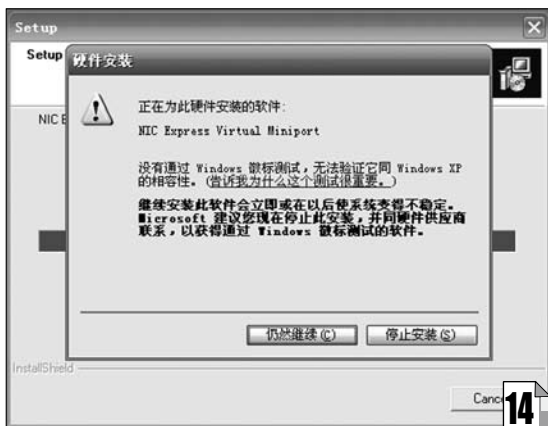 Setup
Setup
硬件安装
NIC E
正在为此硬件安装的软件:
NIC Express Virtual Miniport
没有通过 Windows 徽标测试，无法验证它同 Windows XP
的相容性。(告诉我为什么这个测试很重要。)
继续安装此软件会立即或在以后使系统变得不稳定。
Microsoft 建议您现在停止此安装，并同硬件供应商
联系，以获得通过 Windows 徽标测试的软件。
仍然继续(C)
停止安装(S)
InstallShield
Cance
14